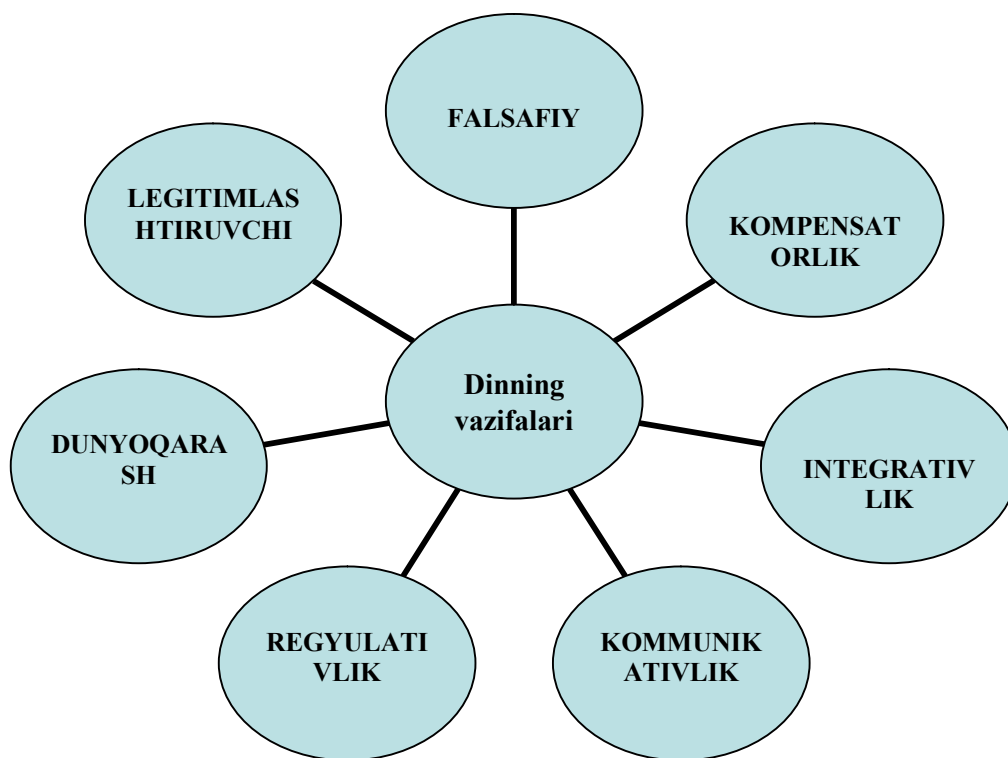 FALSAFIY
LEGITIMLAS
HTIRUVCHI
KOMPENSAT
ORLIK
Dinning
vazifalari
DUNYOQARA
SH
INTEGRATIV
LIK
REGYULATI
VLIK
KOMMUNIK
ATIVLIK